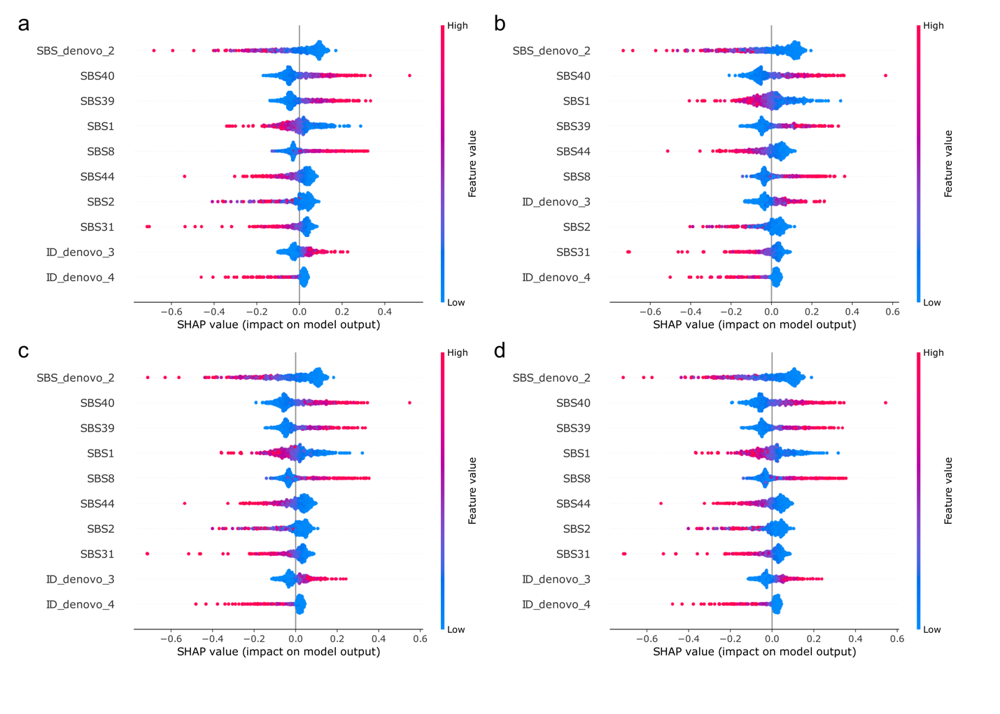 a
High
SBS_denovo_2
SBS40
SBS39
SBS1
SBS8
SBS44
SBS2
SBS31
ID_denovo_3
ID_denovo_4
Feature value
Low
−0.6 −0.4 −0.2 0.0 0.2 0.4
SHAP value (impact on model output)
b
High
SBS_denovo_2
SBS40
SBS1
SBS39
SBS44
SBS8
ID_denovo_3
SBS2
SBS31
ID_denovo_4
Feature value
Low
−0.6 −0.4 −0.2 0.0 0.2 0.4 0.6
SHAP value (impact on model output)
c
High
SBS_denovo_2
SBS40
SBS39
SBS1
SBS8
SBS44
SBS2
SBS31
ID_denovo_3
ID_denovo_4
Feature value
Low
−0.6 −0.4 −0.2 0.0 0.2 0.4 0.6
SHAP value (impact on model output)
d
High
SBS_denovo_2
SBS40
SBS39
SBS1
SBS8
SBS44
SBS2
SBS31
ID_denovo_3
ID_denovo_4
Feature value
Low
−0.6 −0.4 −0.2 0.0 0.2 0.4 0.6
SHAP value (impact on model output)